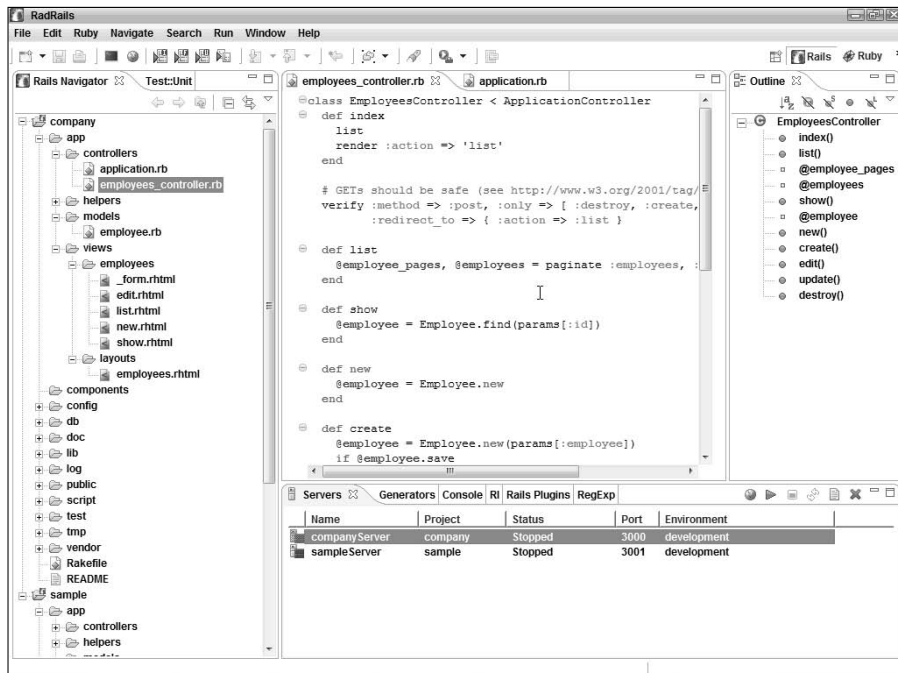 RadRails
File Edit Ruby Navigate Search Run Window Help
Rails Ruby
Rails Navigator Test::Unit
company
app
controllers
application.rb
employees_controller.rb
helpers
models
employee.rb
views
employees
_form.rhtml
edit.rhtml
list.rhtml
new.rhtml
show.rhtml
layouts
employees.rhtml
components
config
db
doc
lib
log
public
script
test
tmp
vendor
Rakefile
README
sample
app
controllers
helpers
employees_controller.rb application.rb
class EmployeesController < ApplicationController
def index
list
render :action => 'list'
end
# GETs should be safe (see http://www.w3.org/2001/tag/
verify :method => :post, :only => [ :destroy, :create,
:redirect_to => { :action => :list }
def list
@employee_pages, @employees = paginate :employees, :
end
def show
@employee = Employee.find(params[:id])
end
def new
@employee = Employee.new
end
def create
@employee = Employee.new(params[:employee])
if @employee.save
Outline
EmployeesController
index()
list()
@employee_pages
@employees
show()
@employee
new()
create()
edit()
update()
destroy()
Servers Generators Console RI Rails Plugins RegExp
Name Project Status Port Environment
companyServer company Stopped 3000 development
sampleServer sample Stopped 3001 development